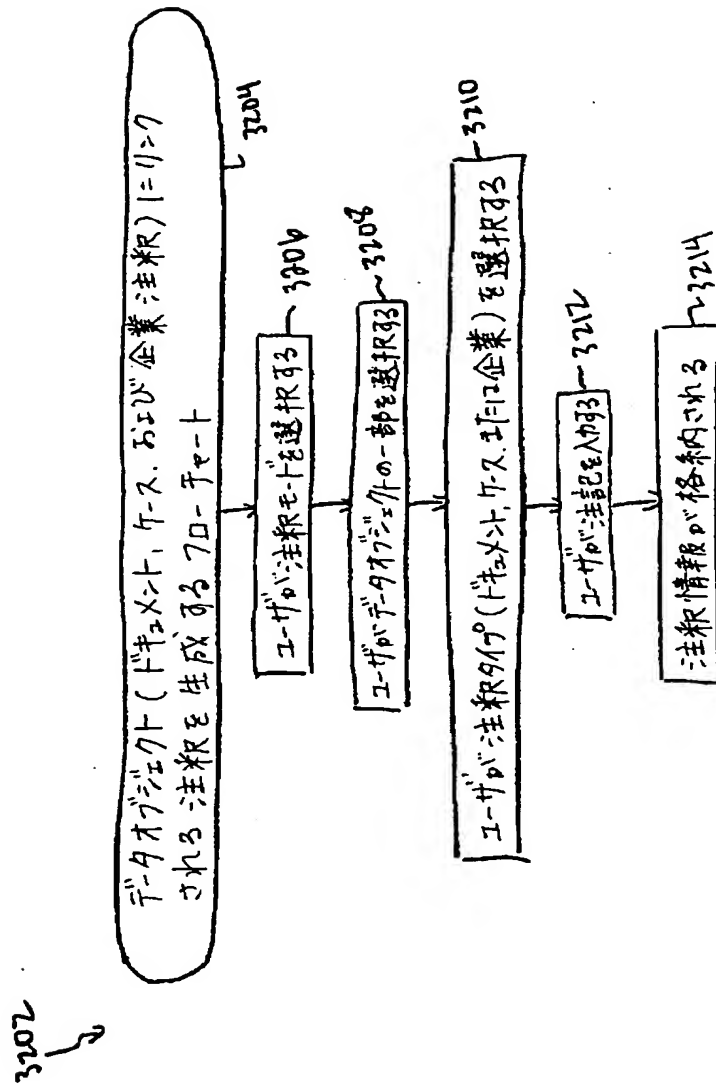 3202
データオブジェクト(ドキュメント, ケース, および企業注釈)にリンク
される注釈を生成するフローチャート
3204
ユーザが注釈モードを選択する
3206
ユーザがデータオブジェクトの一部を選択する
3208
ユーザが注釈タイプ(ドキュメント, ケース, または企業)を選択する
3210
ユーザが注記を入力する
3212
注釈情報が格納される
3214